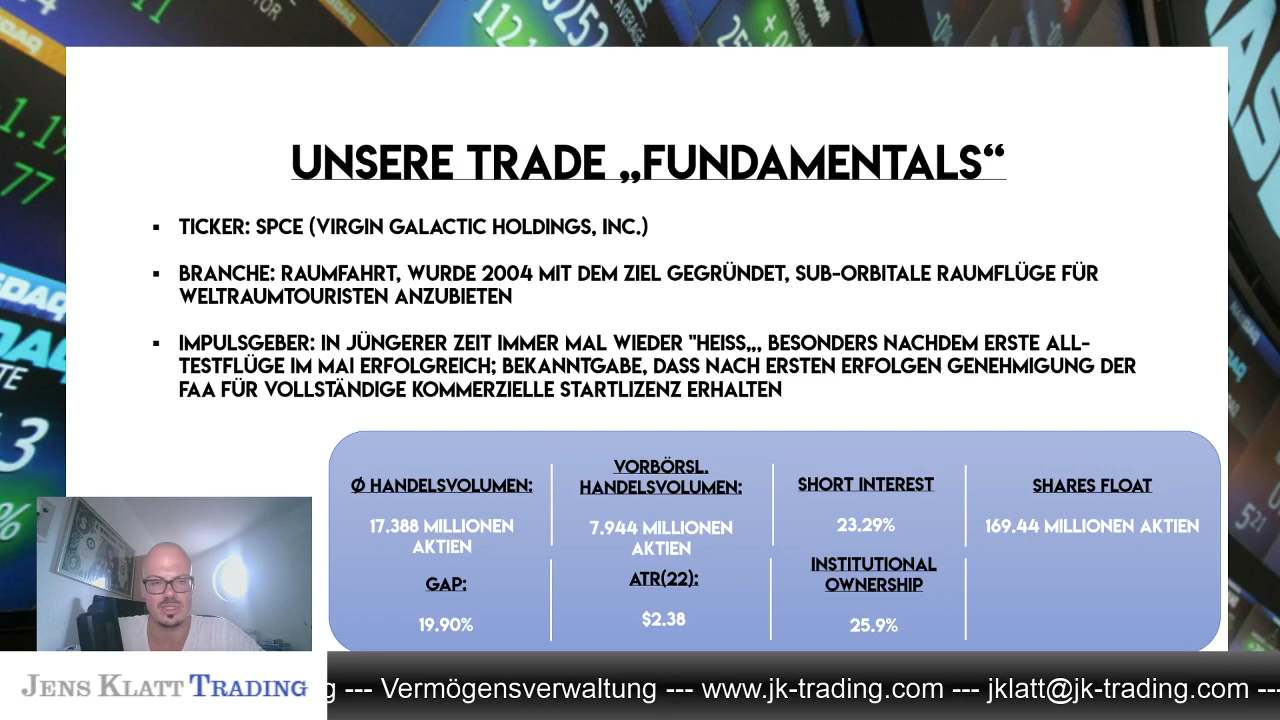 UNSERE TRADE „FUNDAMENTALS“
▪ TICKER: SPCE (VIRGIN GALACTIC HOLDINGS, INC.)
▪ BRANCHE: RAUMFAHRT, WURDE 2004 MIT DEM ZIEL GEGRÜNDET, SUB-ORBITALE RAUMFLÜGE FÜR
WELTRAUMTOURISTEN ANZUBIETEN
▪ IMPULSGEBER: IN JÜNGERER ZEIT IMMER MAL WIEDER "HEISS„, BESONDERS NACHDEM ERSTE ALL-
TESTFLÜGE IM MAI ERFOLGREICH; BEKANNTGABE, DASS NACH ERSTEN ERFOLGEN GENEHMIGUNG DER
FAA FÜR VOLLSTÄNDIGE KOMMERZIELLE STARTLIZENZ ERHALTEN
Ø HANDELSVOLUMEN:
17.388 MILLIONEN
AKTIEN
VORBÖRSL.
HANDELSVOLUMEN:
7.944 MILLIONEN
AKTIEN
SHORT INTEREST
23.29%
SHARES FLOAT
169.44 MILLIONEN AKTIEN
GAP:
19.90%
ATR(22):
$2.38
INSTITUTIONAL
OWNERSHIP
25.9%
JENS KLATT TRADING
g --- Vermögensverwaltung --- www.jk-trading.com --- jklatt@jk-trading.com ---